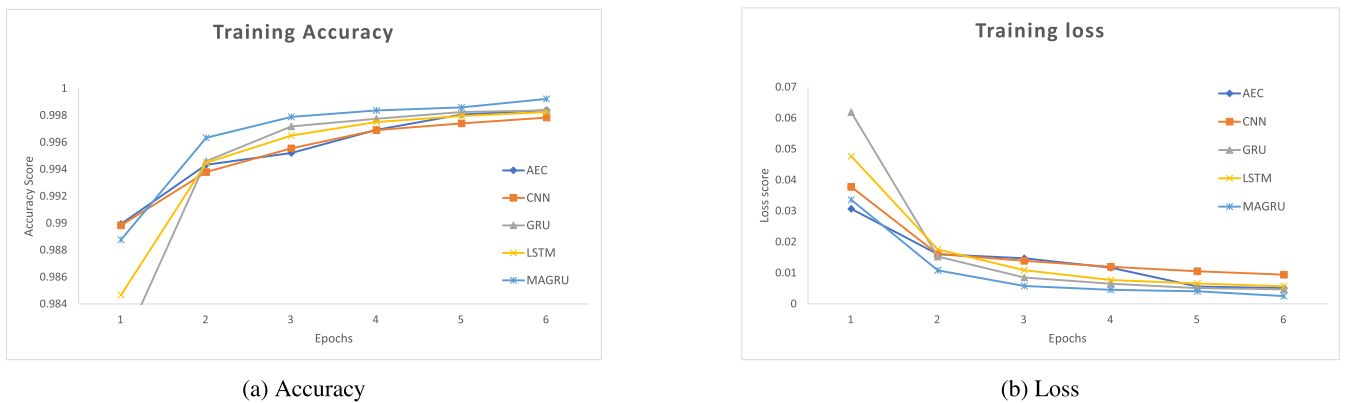 Training Accuracy
1
0.998
0.996
0.994
0.992
0.99
0.988
0.986
0.984
Accuracy Score
1 2 3 4 5 6
Epochs
AEC
CNN
GRU
LSTM
MAGRU
(a) Accuracy
Training loss
0.07
0.06
0.05
0.04
0.03
0.02
0.01
0
Loss score
1 2 3 4 5 6
Epochs
AEC
CNN
GRU
LSTM
MAGRU
(b) Loss